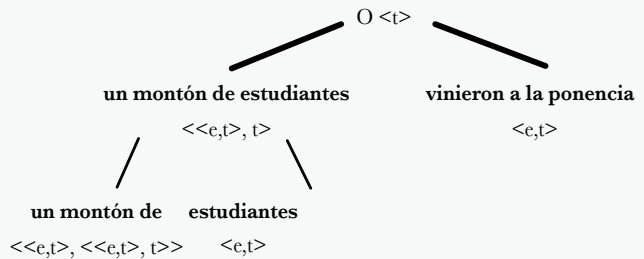 O <t>
un montón de estudiantes vinieron a la ponencia
<<e,t>, t> <e,t>
un montón de estudiantes
<<e,t>, <<e,t>, t>> <e,t>